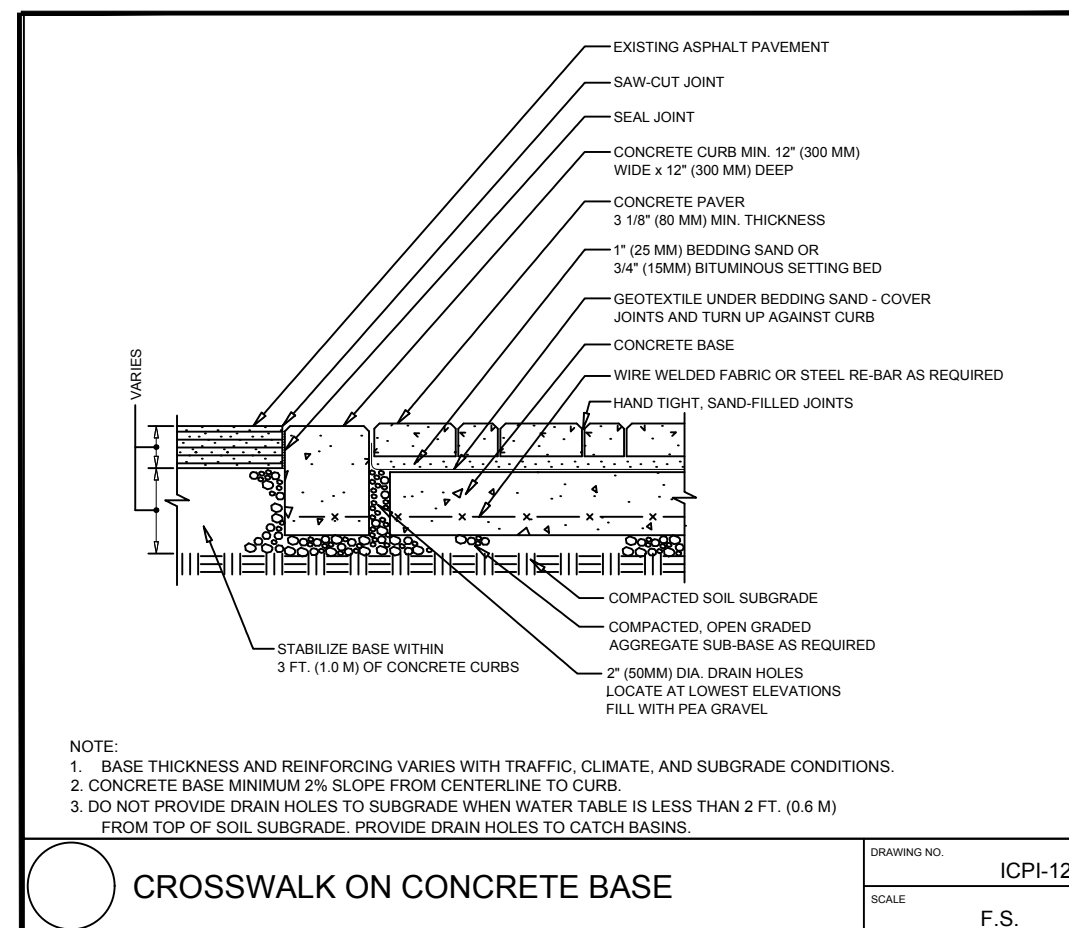 EXISTING ASPHALT PAVEMENT
SAW-CUT JOINT
SEAL JOINT
CONCRETE CURB MIN. 12" (300 MM)
WIDE x 12" (300 MM) DEEP
CONCRETE PAVER
3 1/8" (80 MM) MIN. THICKNESS
1" (25 MM) BEDDING SAND OR
3/4" (15MM) BITUMINOUS SETTING BED
GEOTEXTILE UNDER BEDDING SAND - COVER
JOINTS AND TURN UP AGAINST CURB
CONCRETE BASE
WIRE WELDED FABRIC OR STEEL RE-BAR AS REQUIRED
HAND TIGHT, SAND-FILLED JOINTS
VARIES
COMPACTED SOIL SUBGRADE
COMPACTED, OPEN GRADED
AGGREGATE SUB-BASE AS REQUIRED
STABILIZE BASE WITHIN
3 FT. (1.0 M) OF CONCRETE CURBS
2" (50MM) DIA. DRAIN HOLES
LOCATE AT LOWEST ELEVATIONS
FILL WITH PEA GRAVEL
NOTE:
1. BASE THICKNESS AND REINFORCING VARIES WITH TRAFFIC, CLIMATE, AND SUBGRADE CONDITIONS.
2. CONCRETE BASE MINIMUM 2% SLOPE FROM CENTERLINE TO CURB.
3. DO NOT PROVIDE DRAIN HOLES TO SUBGRADE WHEN WATER TABLE IS LESS THAN 2 FT. (0.6 M)
FROM TOP OF SOIL SUBGRADE. PROVIDE DRAIN HOLES TO CATCH BASINS.
CROSSWALK ON CONCRETE BASE
DRAWING NO.
ICPI-12
SCALE
F.S.